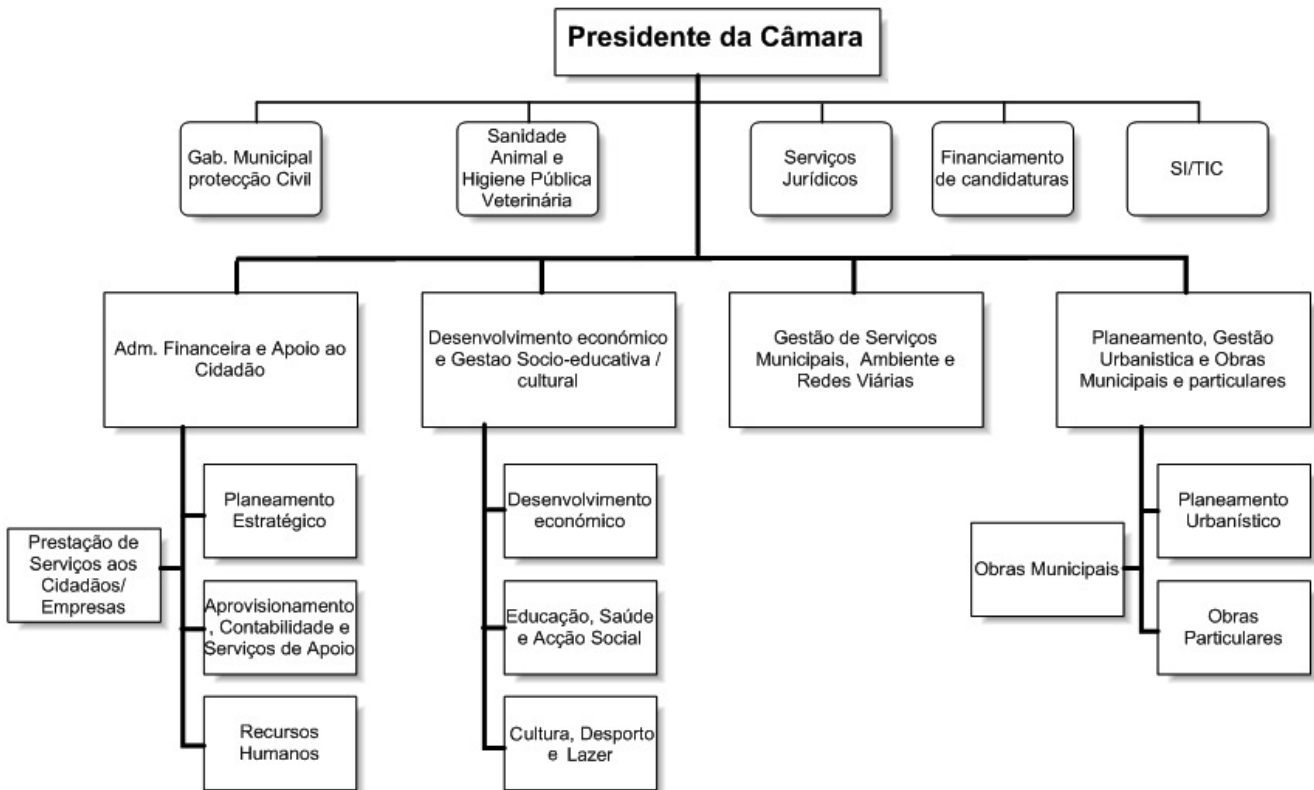 Presidente da Câmara
Gab. Municipal
protecção Civil
Sanidade
Animal e
Higiene Pública
Veterinária
Serviços
Jurídicos
Financiamento
de candidaturas
SI/TIC
Adm. Financeira e Apoio ao
Cidadão
Desenvolvimento económico
e Gestao Socio-educativa /
cultural
Gestão de Serviços
Municipais, Ambiente e
Redes Viárias
Planeamento, Gestão
Urbanistica e Obras
Municipais e particulares
Planeamento
Estratégico
Prestação de
Serviços aos
Cidadãos/
Empresas
Aprovisionamento
, Contabilidade e
Serviços de Apoio
Recursos
Humanos
Desenvolvimento
económico
Educação, Saúde
e Acção Social
Cultura, Desporto
e Lazer
Planeamento
Urbanístico
Obras Municipais
Obras
Particulares